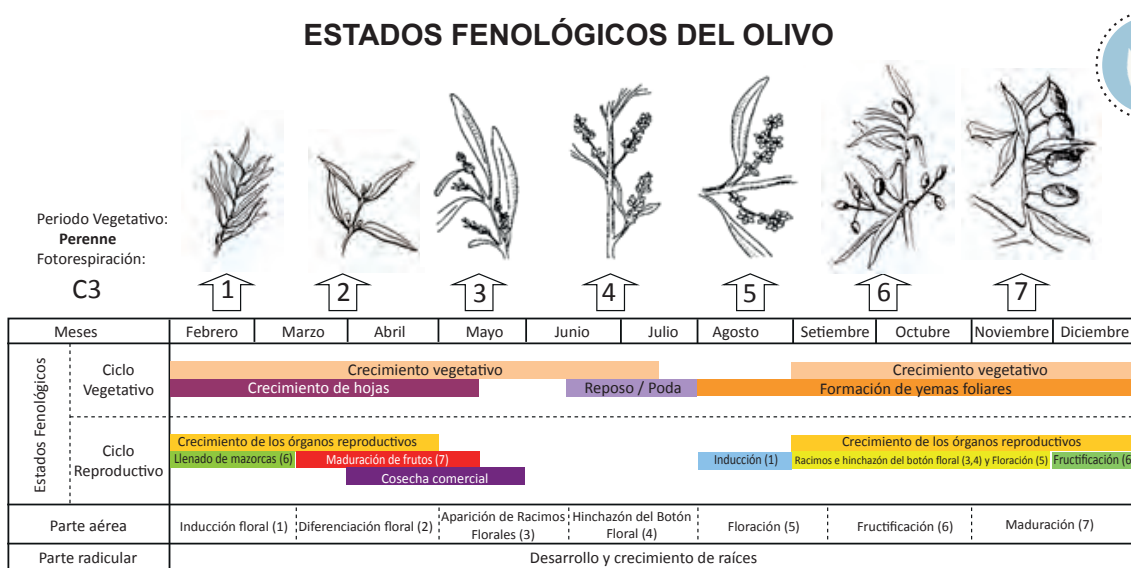 ESTADOS FENOLÓGICOS DEL OLIVO
Periodo Vegetativo:
Perenne
Fotorespiración:
C3
1 2 3 4 5 6 7
Meses Febrero Marzo Abril Mayo Junio Julio Agosto Setiembre Octubre Noviembre Diciembre
Estados Fenológicos
Ciclo
Vegetativo
Crecimiento vegetativo Crecimiento vegetativo
Crecimiento de hojas Reposo / Poda Formación de yemas foliares
Ciclo
Reproductivo
Crecimiento de los órganos reproductivos Crecimiento de los órganos reproductivos
Llenado de mazorcas (6) Maduración de frutos (7) Inducción (1) Racimos e hinchazón del botón floral (3,4) y Floración (5) Fructificación (6
Cosecha comercial
Parte aérea
Inducción floral (1)
Diferenciación floral (2)
Aparición de Racimos
Florales (3)
Hinchazón del Botón
Floral (4)
Floración (5)
Fructificación (6)
Maduración (7)
Parte radicular Desarrollo y crecimiento de raíces